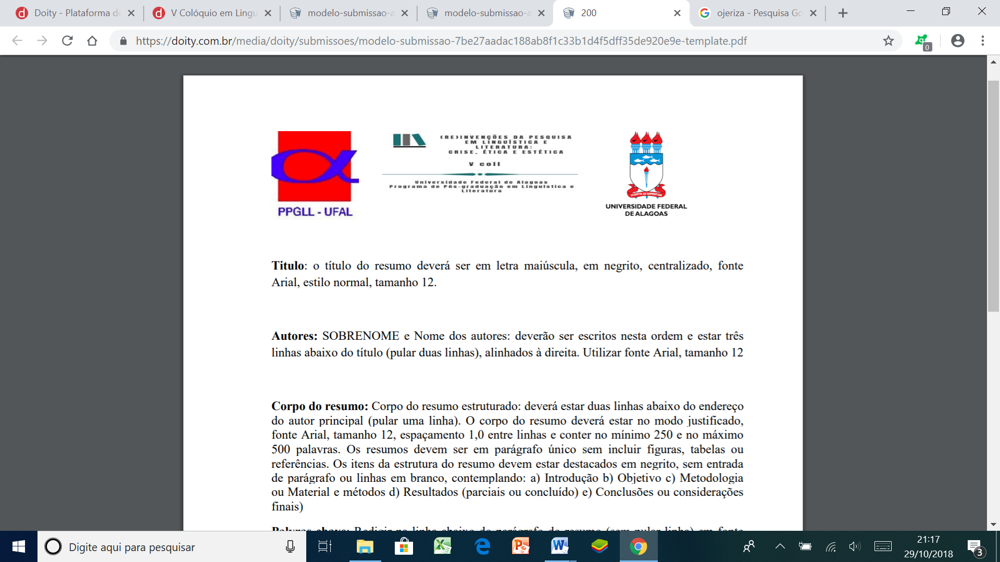 Doity - Plataforma de
V Colóquio em Lingu
modelo-submissao-a
modelo-submissao-a
200
ojeriza - Pesquisa Go
https://doity.com.br/media/doity/submissoes/modelo-submissao-7be27aadac188ab8f1c33b1d4f5dff35de920e9e-template.pdf
0
(RE)INVENÇÕES DA PESQUISA
EM LINGUÍSTICA E
LITERATURA:
CRISE, ÉTICA E ESTÉTICA
V coll
Universidade Federal de Alagoas
Programa de Pós-graduação em Linguística e
Literatura
PPGLL - UFAL
SCIENTIA AD SAPIENTIAM
UNIVERSIDADE FEDERAL
DE ALAGOAS
Titulo: o título do resumo deverá ser em letra maiúscula, em negrito, centralizado, fonte
Arial, estilo normal, tamanho 12.
Autores: SOBRENOME e Nome dos autores: deverão ser escritos nesta ordem e estar três
linhas abaixo do título (pular duas linhas), alinhados à direita. Utilizar fonte Arial, tamanho 12
Corpo do resumo: Corpo do resumo estruturado: deverá estar duas linhas abaixo do endereço
do autor principal (pular uma linha). O corpo do resumo deverá estar no modo justificado,
fonte Arial, tamanho 12, espaçamento 1,0 entre linhas e conter no mínimo 250 e no máximo
500 palavras. Os resumos devem ser em parágrafo único sem incluir figuras, tabelas ou
referências. Os itens da estrutura do resumo devem estar destacados em negrito, sem entrada
de parágrafo ou linhas em branco, contemplando: a) Introdução b) Objetivo c) Metodologia
ou Material e métodos d) Resultados (parciais ou concluído) e) Conclusões ou considerações
finais)
Digite aqui para pesquisar
21:17
29/10/2018
3